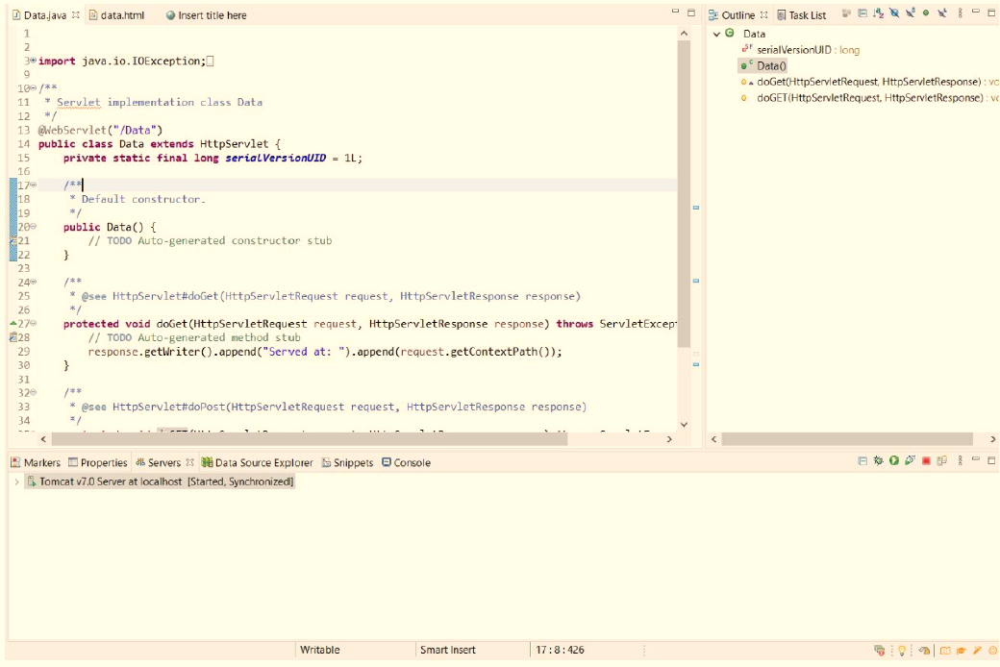 Data.java data.html Insert title here
1
2
3 import java.io.IOException;
9
10 /**
11 * Servlet implementation class Data
12 */
13 @WebServlet("/Data")
14 public class Data extends HttpServlet {
15 private static final long serialVersionUID = 1L;
16
17 /**
18 * Default constructor.
19 */
20 public Data() {
21 // TODO Auto-generated constructor stub
22 }
23
24 /**
25 * @see HttpServlet#doGet(HttpServletRequest request, HttpServletResponse response)
26 */
27 protected void doGet(HttpServletRequest request, HttpServletResponse response) throws ServletExcep
28 // TODO Auto-generated method stub
29 response.getWriter().append("Served at: ").append(request.getContextPath());
30 }
31
32 /**
33 * @see HttpServlet#doPost(HttpServletRequest request, HttpServletResponse response)
34 */
Outline Task List
Data
serialVersionUID : long
Data()
doGet(HttpServletRequest, HttpServletResponse) : vo
doGET(HttpServletRequest, HttpServletResponse) : vo
Markers Properties Servers Data Source Explorer Snippets Console
Tomcat v7.0 Server at localhost [Started, Synchronized]
Writable Smart Insert 17 : 8 : 426